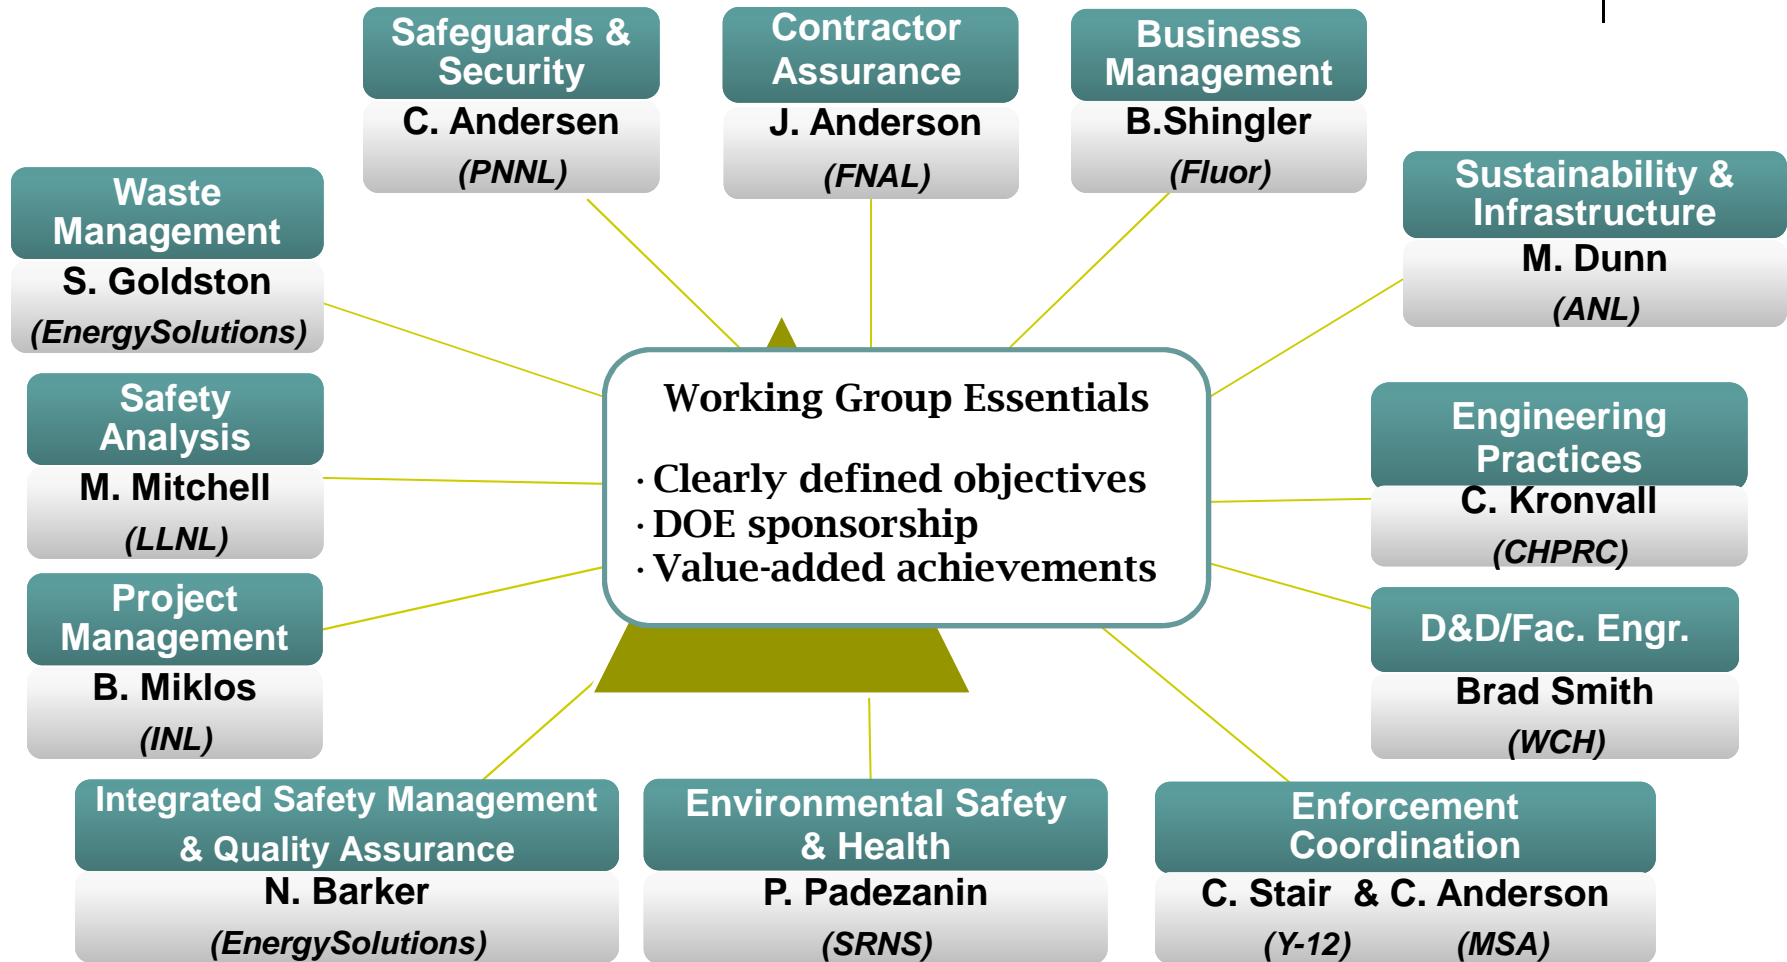 Safeguards &
Security
C. Andersen
(PNNL)
Contractor
Assurance
J. Anderson
(FNAL)
Business
Management
B.Shingler
(Fluor)
Waste
Management
S. Goldston
(EnergySolutions)
Sustainability &
Infrastructure
M. Dunn
(ANL)
Safety
Analysis
M. Mitchell
(LLNL)
Working Group Essentials
· Clearly defined objectives
· DOE sponsorship
· Value-added achievements
Engineering
Practices
C. Kronvall
(CHPRC)
Project
Management
B. Miklos
(INL)
D&D/Fac. Engr.
Brad Smith
(WCH)
Integrated Safety Management
& Quality Assurance
N. Barker
(EnergySolutions)
Environmental Safety
& Health
P. Padezanin
(SRNS)
Enforcement
Coordination
C. Stair & C. Anderson
(Y-12) (MSA)